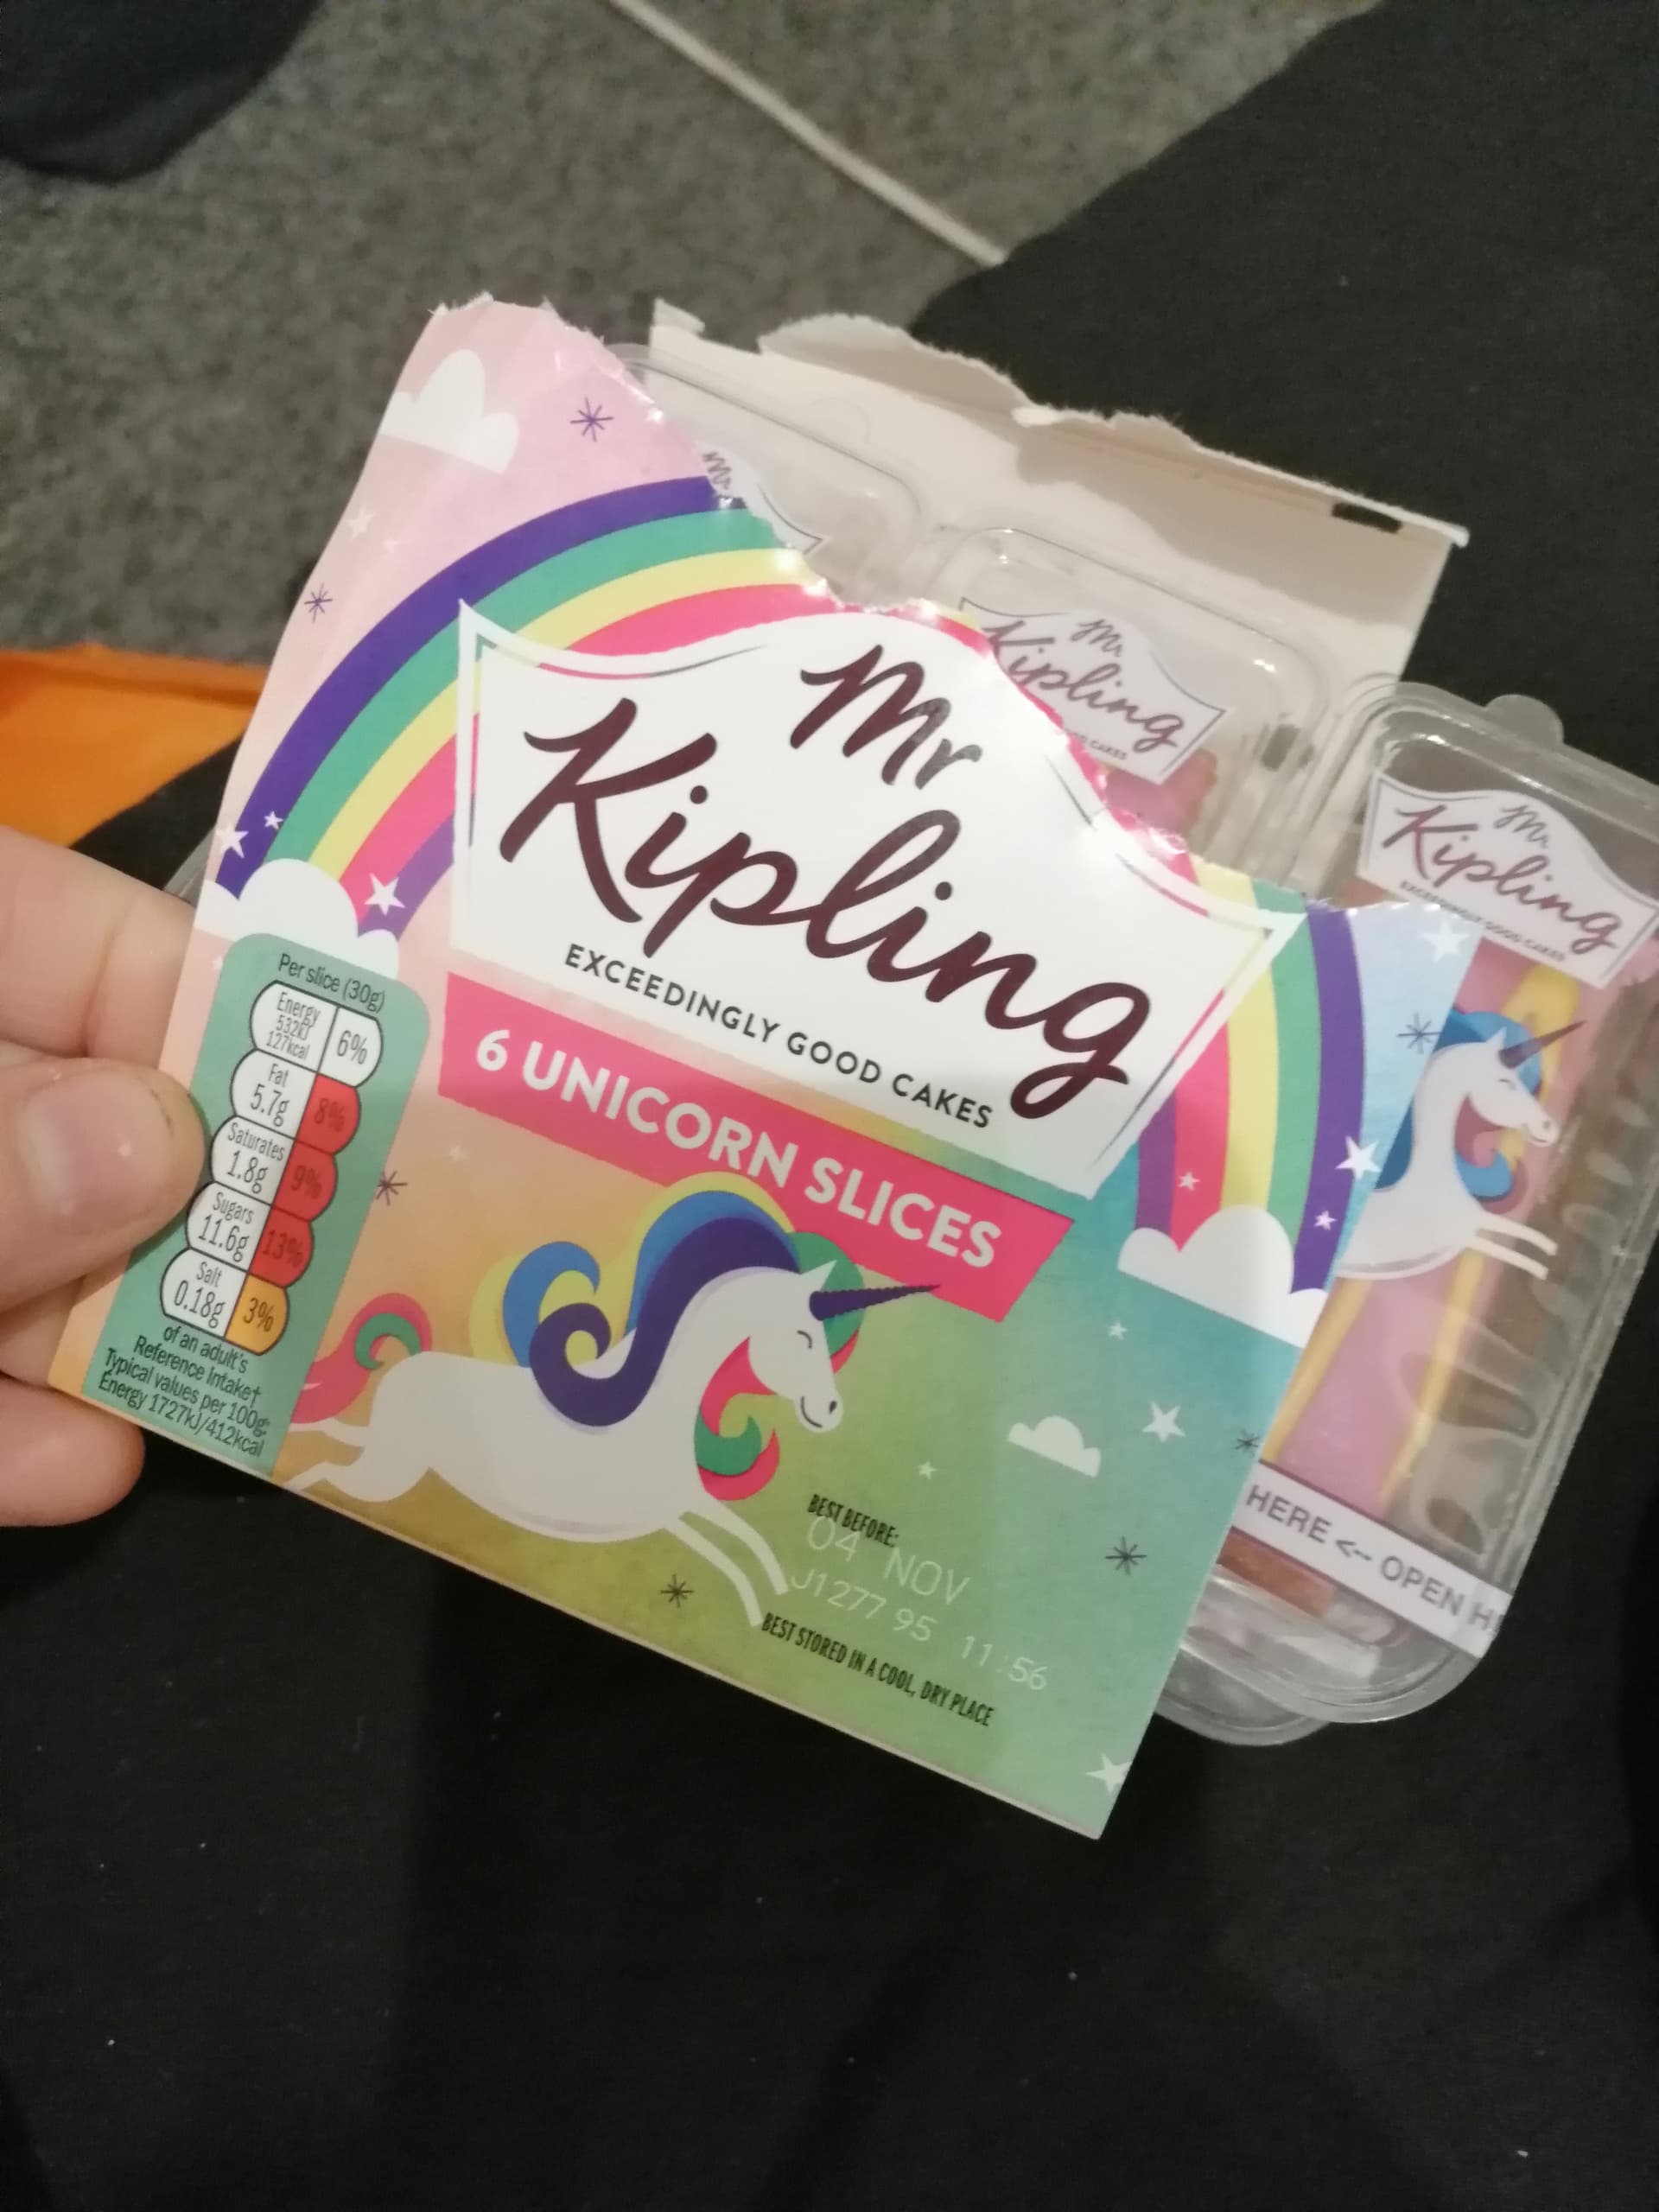 Mr
Kipling
EXCEEDINGLY GOOD CAKES
6 UNICORN SLICES
Per slice (30g)
Energy
532kJ
127kcal
6%
Fat
5.7g
8%
Saturates
1.8g
9%
Sugars
11.6g
13%
Salt
0.18g
3%
of an adult's
Reference Intake†
Typical values per 100g:
Energy 1727kJ/412kcal
BEST BEFORE:
04 NOV
J1277 95 11:56
BEST STORED IN A COOL, DRY PLACE
Mr
Mr
Kipling
CAKES
Mr
Kipling
EXCEEDINGLY GOOD CAKES
HERE <-- OPEN H